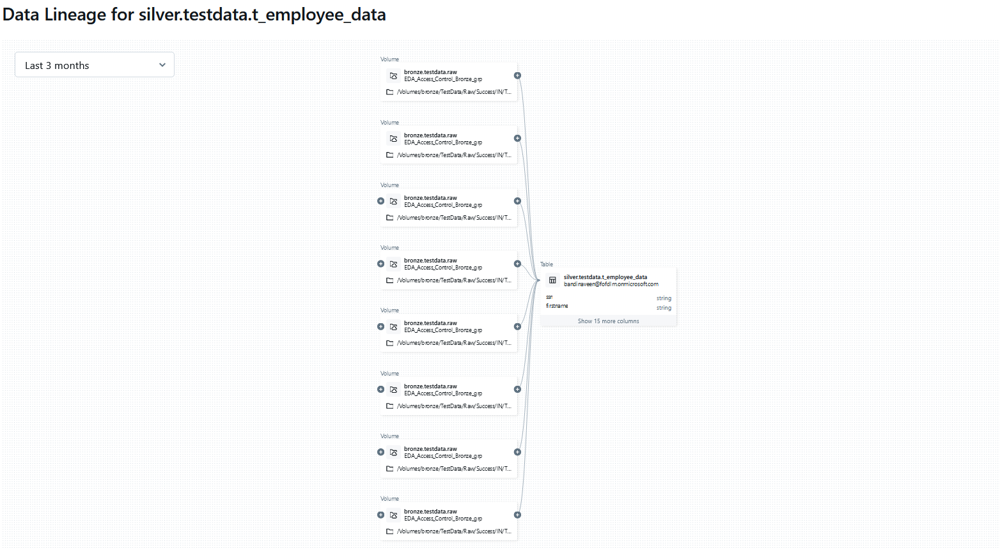 Data Lineage for silver.testdata.t_employee_data
Last 3 months
Volume
bronze.testdata.raw
EDA_Access_Control_Bronze_grp
/Volumes/bronze/TestData/Raw/Success/IN/T...
Volume
bronze.testdata.raw
EDA_Access_Control_Bronze_grp
/Volumes/bronze/TestData/Raw/Success/IN/T...
Volume
bronze.testdata.raw
EDA_Access_Control_Bronze_grp
/Volumes/bronze/TestData/Raw/Success/IN/T...
Volume
bronze.testdata.raw
EDA_Access_Control_Bronze_grp
/Volumes/bronze/TestData/Raw/Success/IN/T...
Volume
bronze.testdata.raw
EDA_Access_Control_Bronze_grp
/Volumes/bronze/TestData/Raw/Success/IN/T...
Volume
bronze.testdata.raw
EDA_Access_Control_Bronze_grp
/Volumes/bronze/TestData/Raw/Success/IN/T...
Volume
bronze.testdata.raw
EDA_Access_Control_Bronze_grp
/Volumes/bronze/TestData/Raw/Success/IN/T...
Volume
bronze.testdata.raw
EDA_Access_Control_Bronze_grp
/Volumes/bronze/TestData/Raw/Success/IN/T...
Table
silver.testdata.t_employee_data
bandinaveen@fofdlm.onmicrosoft.com
ssn string
firstname string
Show 15 more columns